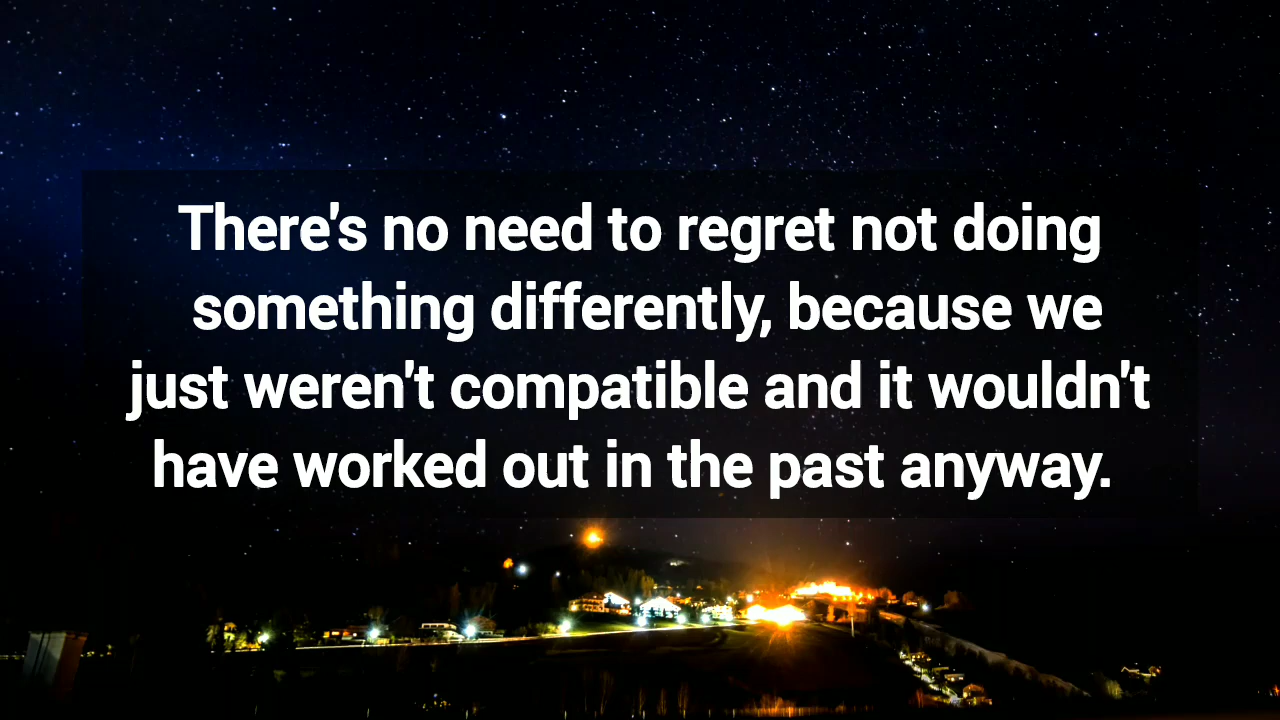 There's no need to regret not doing
something differently, because we
just weren't compatible and it wouldn't
have worked out in the past anyway.